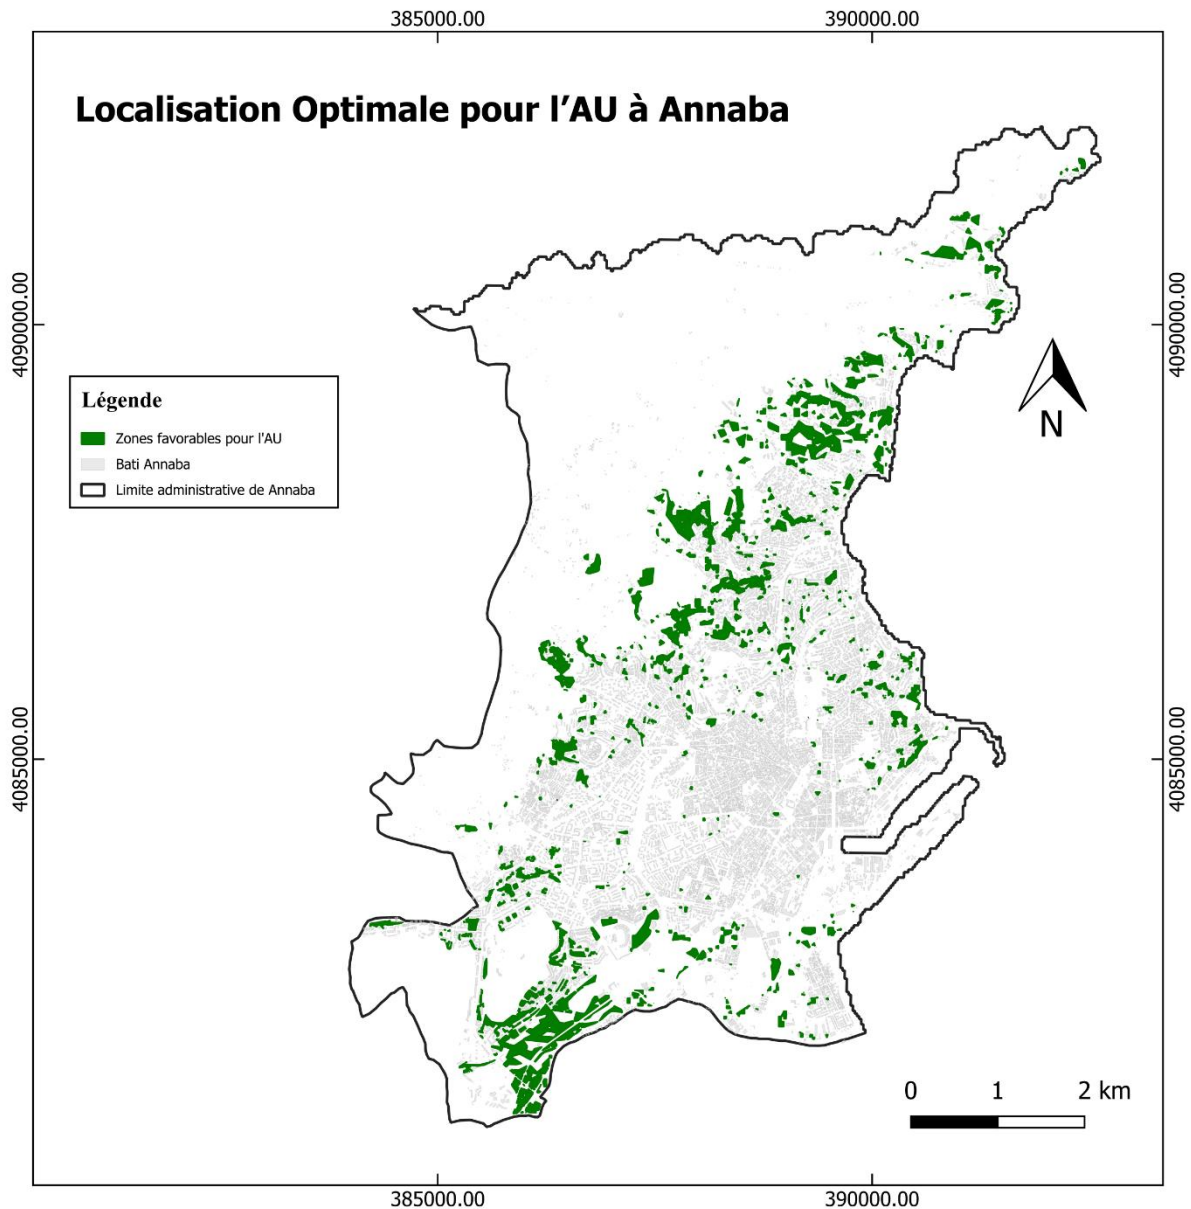 385000.00 390000.00
Localisation Optimale pour l'AU à Annaba
4090000.00 4090000.00
Légende
Zones favorables pour l'AU
Bati Annaba
Limite administrative de Annaba
N
4085000.00 4085000.00
0 1 2 km
385000.00 390000.00